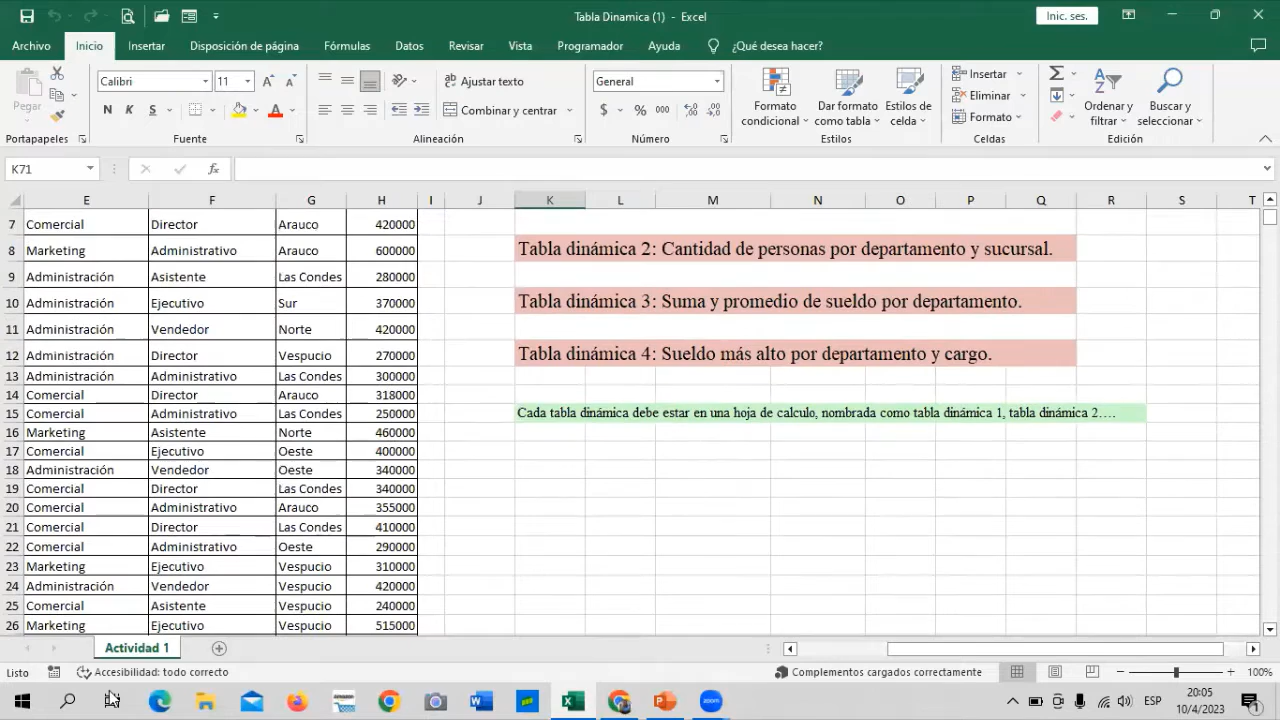 Tabla Dinamica (1) - Excel
Inic. ses.
Archivo Inicio Insertar Disposición de página Fórmulas Datos Revisar Vista Programador Ayuda ¿Qué desea hacer?
Pegar
Calibri 11
N K S
Ajustar texto
Combinar y centrar
General
$ % 000
Formato condicional
Dar formato como tabla
Estilos de celda
Insertar
Eliminar
Formato
Ordenar y filtrar
Buscar y seleccionar
Portapapeles Fuente Alineación Número Estilos Celdas Edición
K71 fx
E F G H I J K L M N O P Q R S T
7 Comercial Director Arauco 420000
8 Marketing Administrativo Arauco 600000 Tabla dinámica 2: Cantidad de personas por departamento y sucursal.
9 Administración Asistente Las Condes 280000
10 Administración Ejecutivo Sur 370000 Tabla dinámica 3: Suma y promedio de sueldo por departamento.
11 Administración Vendedor Norte 420000
12 Administración Director Vespucio 270000 Tabla dinámica 4: Sueldo más alto por departamento y cargo.
13 Administración Administrativo Las Condes 300000
14 Comercial Director Arauco 318000
15 Comercial Administrativo Las Condes 250000 Cada tabla dinámica debe estar en una hoja de calculo, nombrada como tabla dinámica 1, tabla dinámica 2….
16 Marketing Asistente Norte 460000
17 Comercial Ejecutivo Oeste 400000
18 Administración Vendedor Oeste 340000
19 Comercial Director Las Condes 340000
20 Comercial Administrativo Arauco 355000
21 Comercial Director Las Condes 410000
22 Comercial Administrativo Oeste 290000
23 Marketing Ejecutivo Vespucio 310000
24 Administración Vendedor Vespucio 420000
25 Comercial Asistente Vespucio 240000
26 Marketing Ejecutivo Vespucio 515000
Actividad 1
Listo Accesibilidad: todo correcto Complementos cargados correctamente 100%
ESP
20:05
10/4/2023